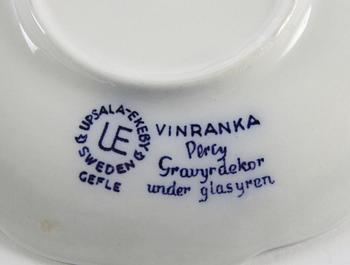 UPSALA-EKEBY
UE
SWEDEN
GEFLE
VINRANKA
Percy
Gravyrdekor
under glasyren